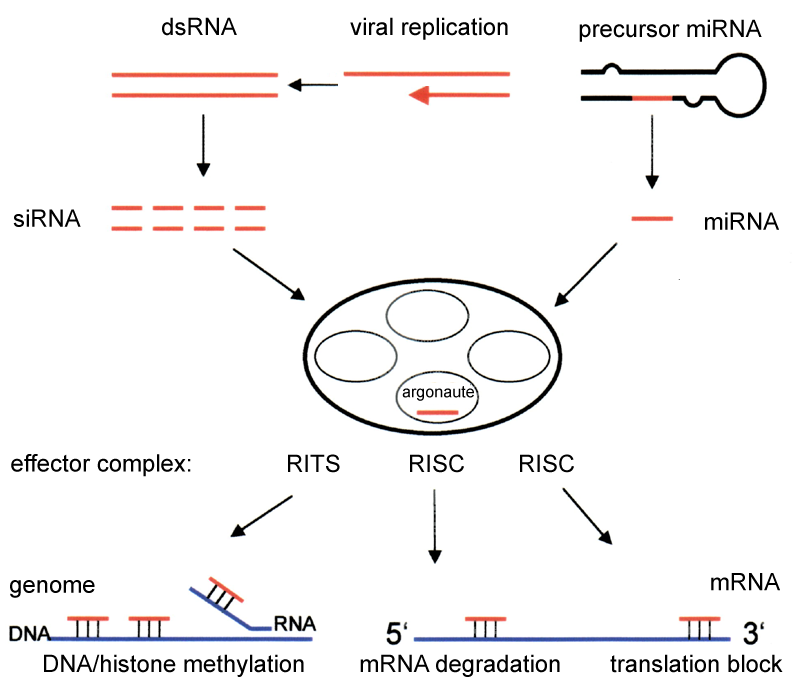 dsRNA
viral replication
precursor miRNA
siRNA
miRNA
argonaute
effector complex:
RITS
RISC
RISC
genome
mRNA
DNA
RNA
5‘
3‘
DNA/histone methylation
mRNA degradation
translation block